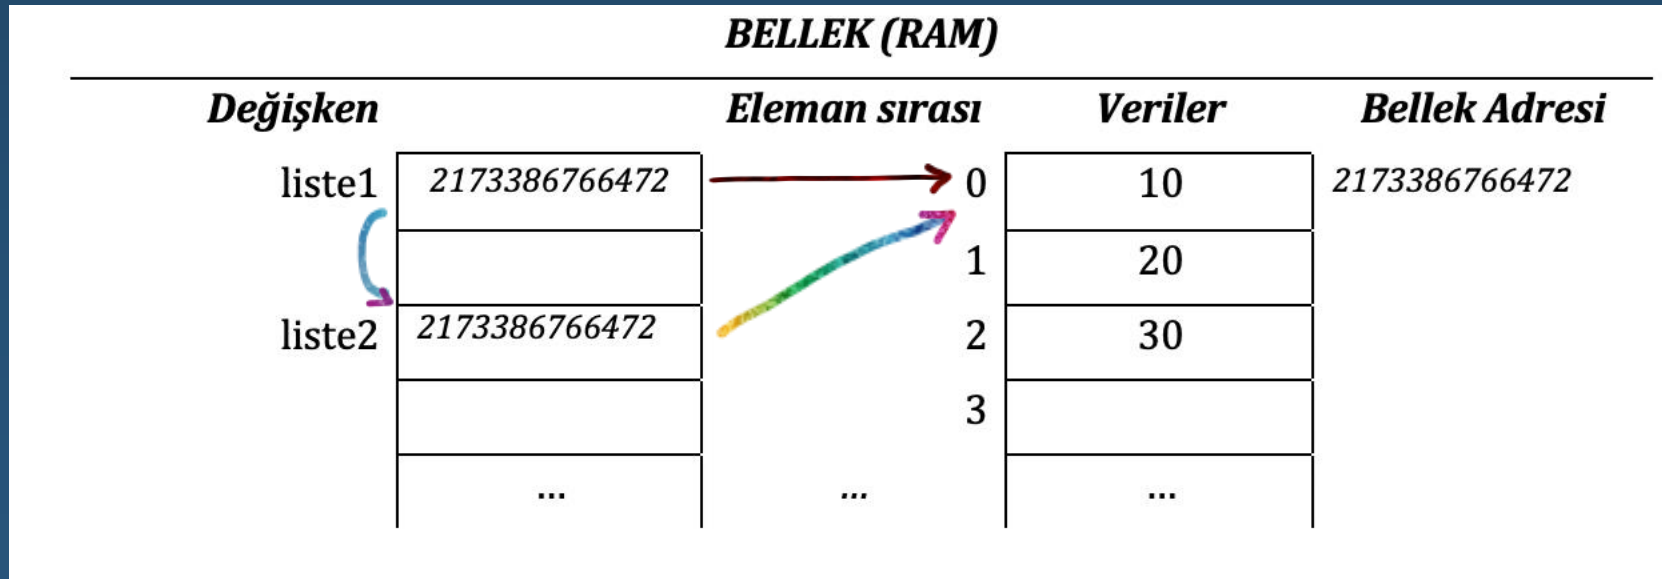 BELLEK (RAM)
Değişken Eleman sırası Veriler Bellek Adresi
liste1 2173386766472 0 10 2173386766472
1 20
liste2 2173386766472 2 30
3
... ... ...